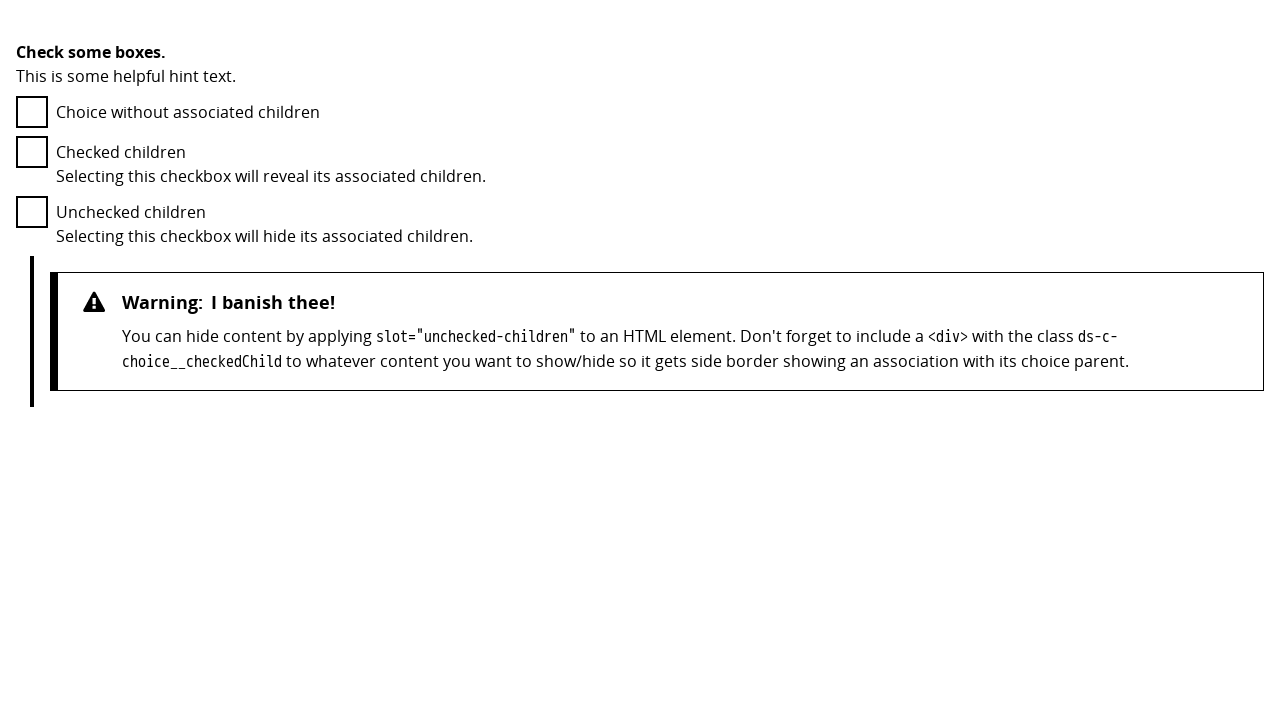 Check some boxes.
This is some helpful hint text.
Choice without associated children
Checked children
Selecting this checkbox will reveal its associated children.
Unchecked children
Selecting this checkbox will hide its associated children.
Warning: I banish thee!
You can hide content by applying slot="unchecked-children" to an HTML element. Don't forget to include a <div> with the class ds-c-
choice__checkedChild to whatever content you want to show/hide so it gets side border showing an association with its choice parent.